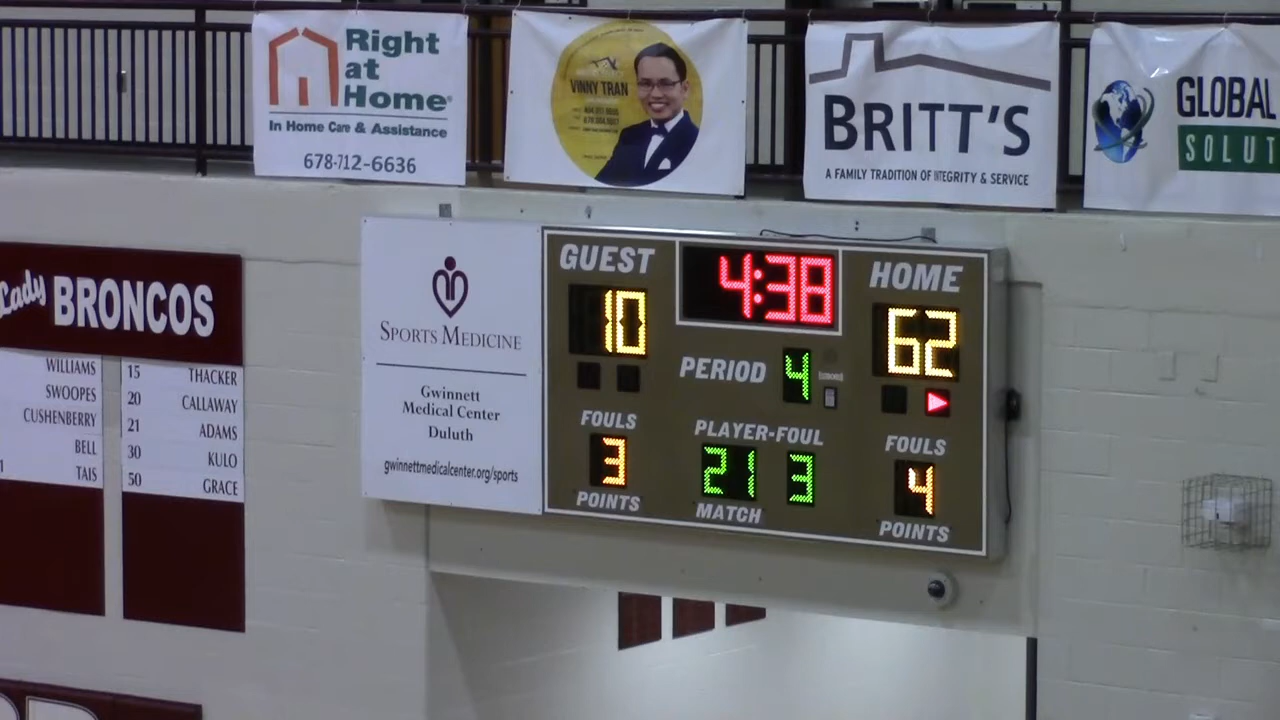 Right
at
Home®
In Home Care & Assistance
678-712-6636
VINNY TRAN
BRITT'S
A FAMILY TRADITION OF INTEGRITY & SERVICE
GLOBAL
SOLUT
Lady BRONCOS
WILLIAMS
SWOOPES
CUSHENBERRY
BELL
1 TAIS
15 THACKER
20 CALLAWAY
21 ADAMS
30 KULO
50 GRACE
SPORTS MEDICINE
Gwinnett
Medical Center
Duluth
gwinnettmedicalcenter.org/sports
GUEST 4:38 HOME
10 62
PERIOD 4
FOULS PLAYER-FOUL FOULS
3 21 3 4
POINTS MATCH POINTS